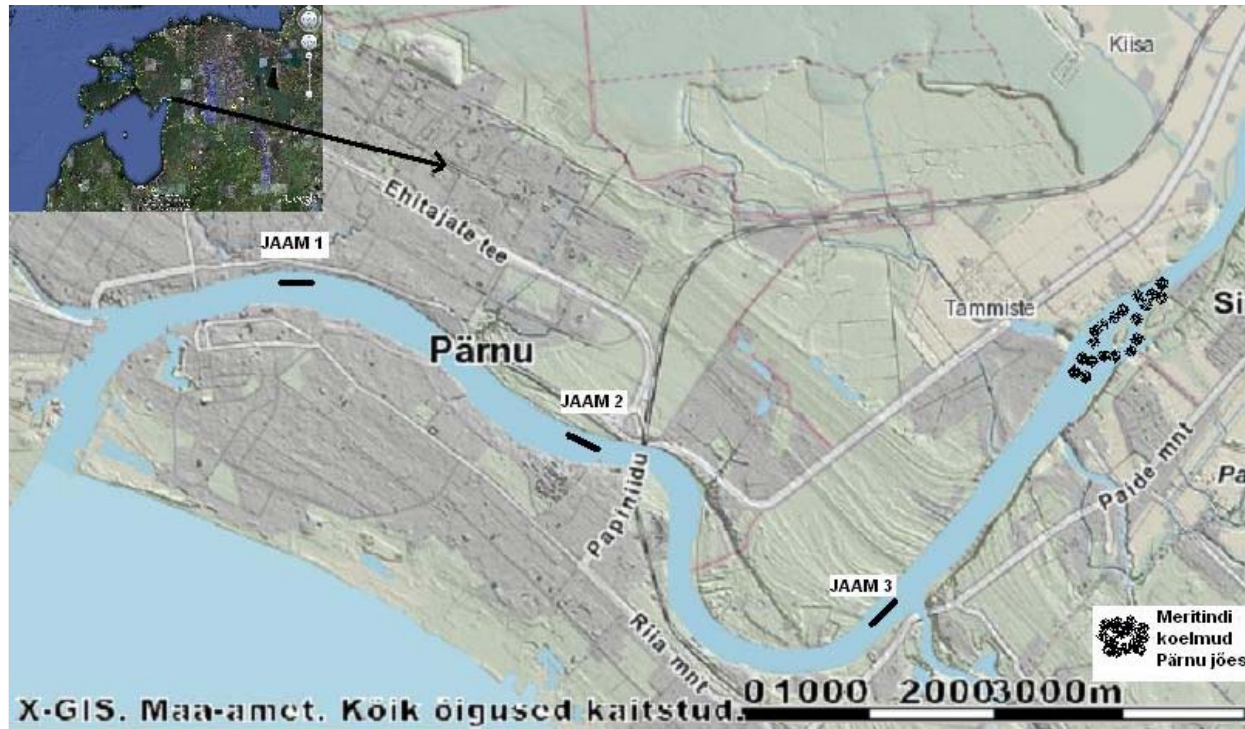 Kiisa
JAAM 1
Ehitajate tee
Tammiste
Si
Pärnu
JAAM 2
Papiniidu
Paide mnt
Pa
JAAM 3
Riia mnt
Meritindi
koelmud
Pärnu jões
0 1000 2000 3000m
X-GIS. Maa-amet. Kõik õigused kaitstud.